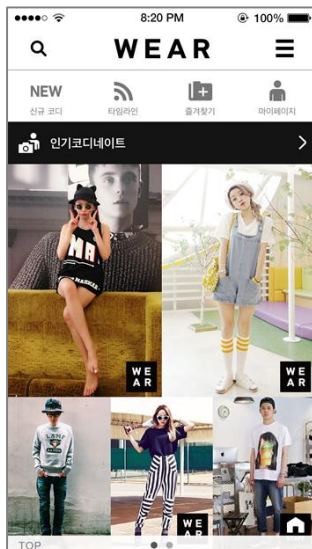 8:20 PM
100%
WEAR
NEW
신규 코디
타임라인
즐겨찾기
마이페이지
인기코디네이트
WE
AR
WE
AR
LAMP
WE
AR
TOP